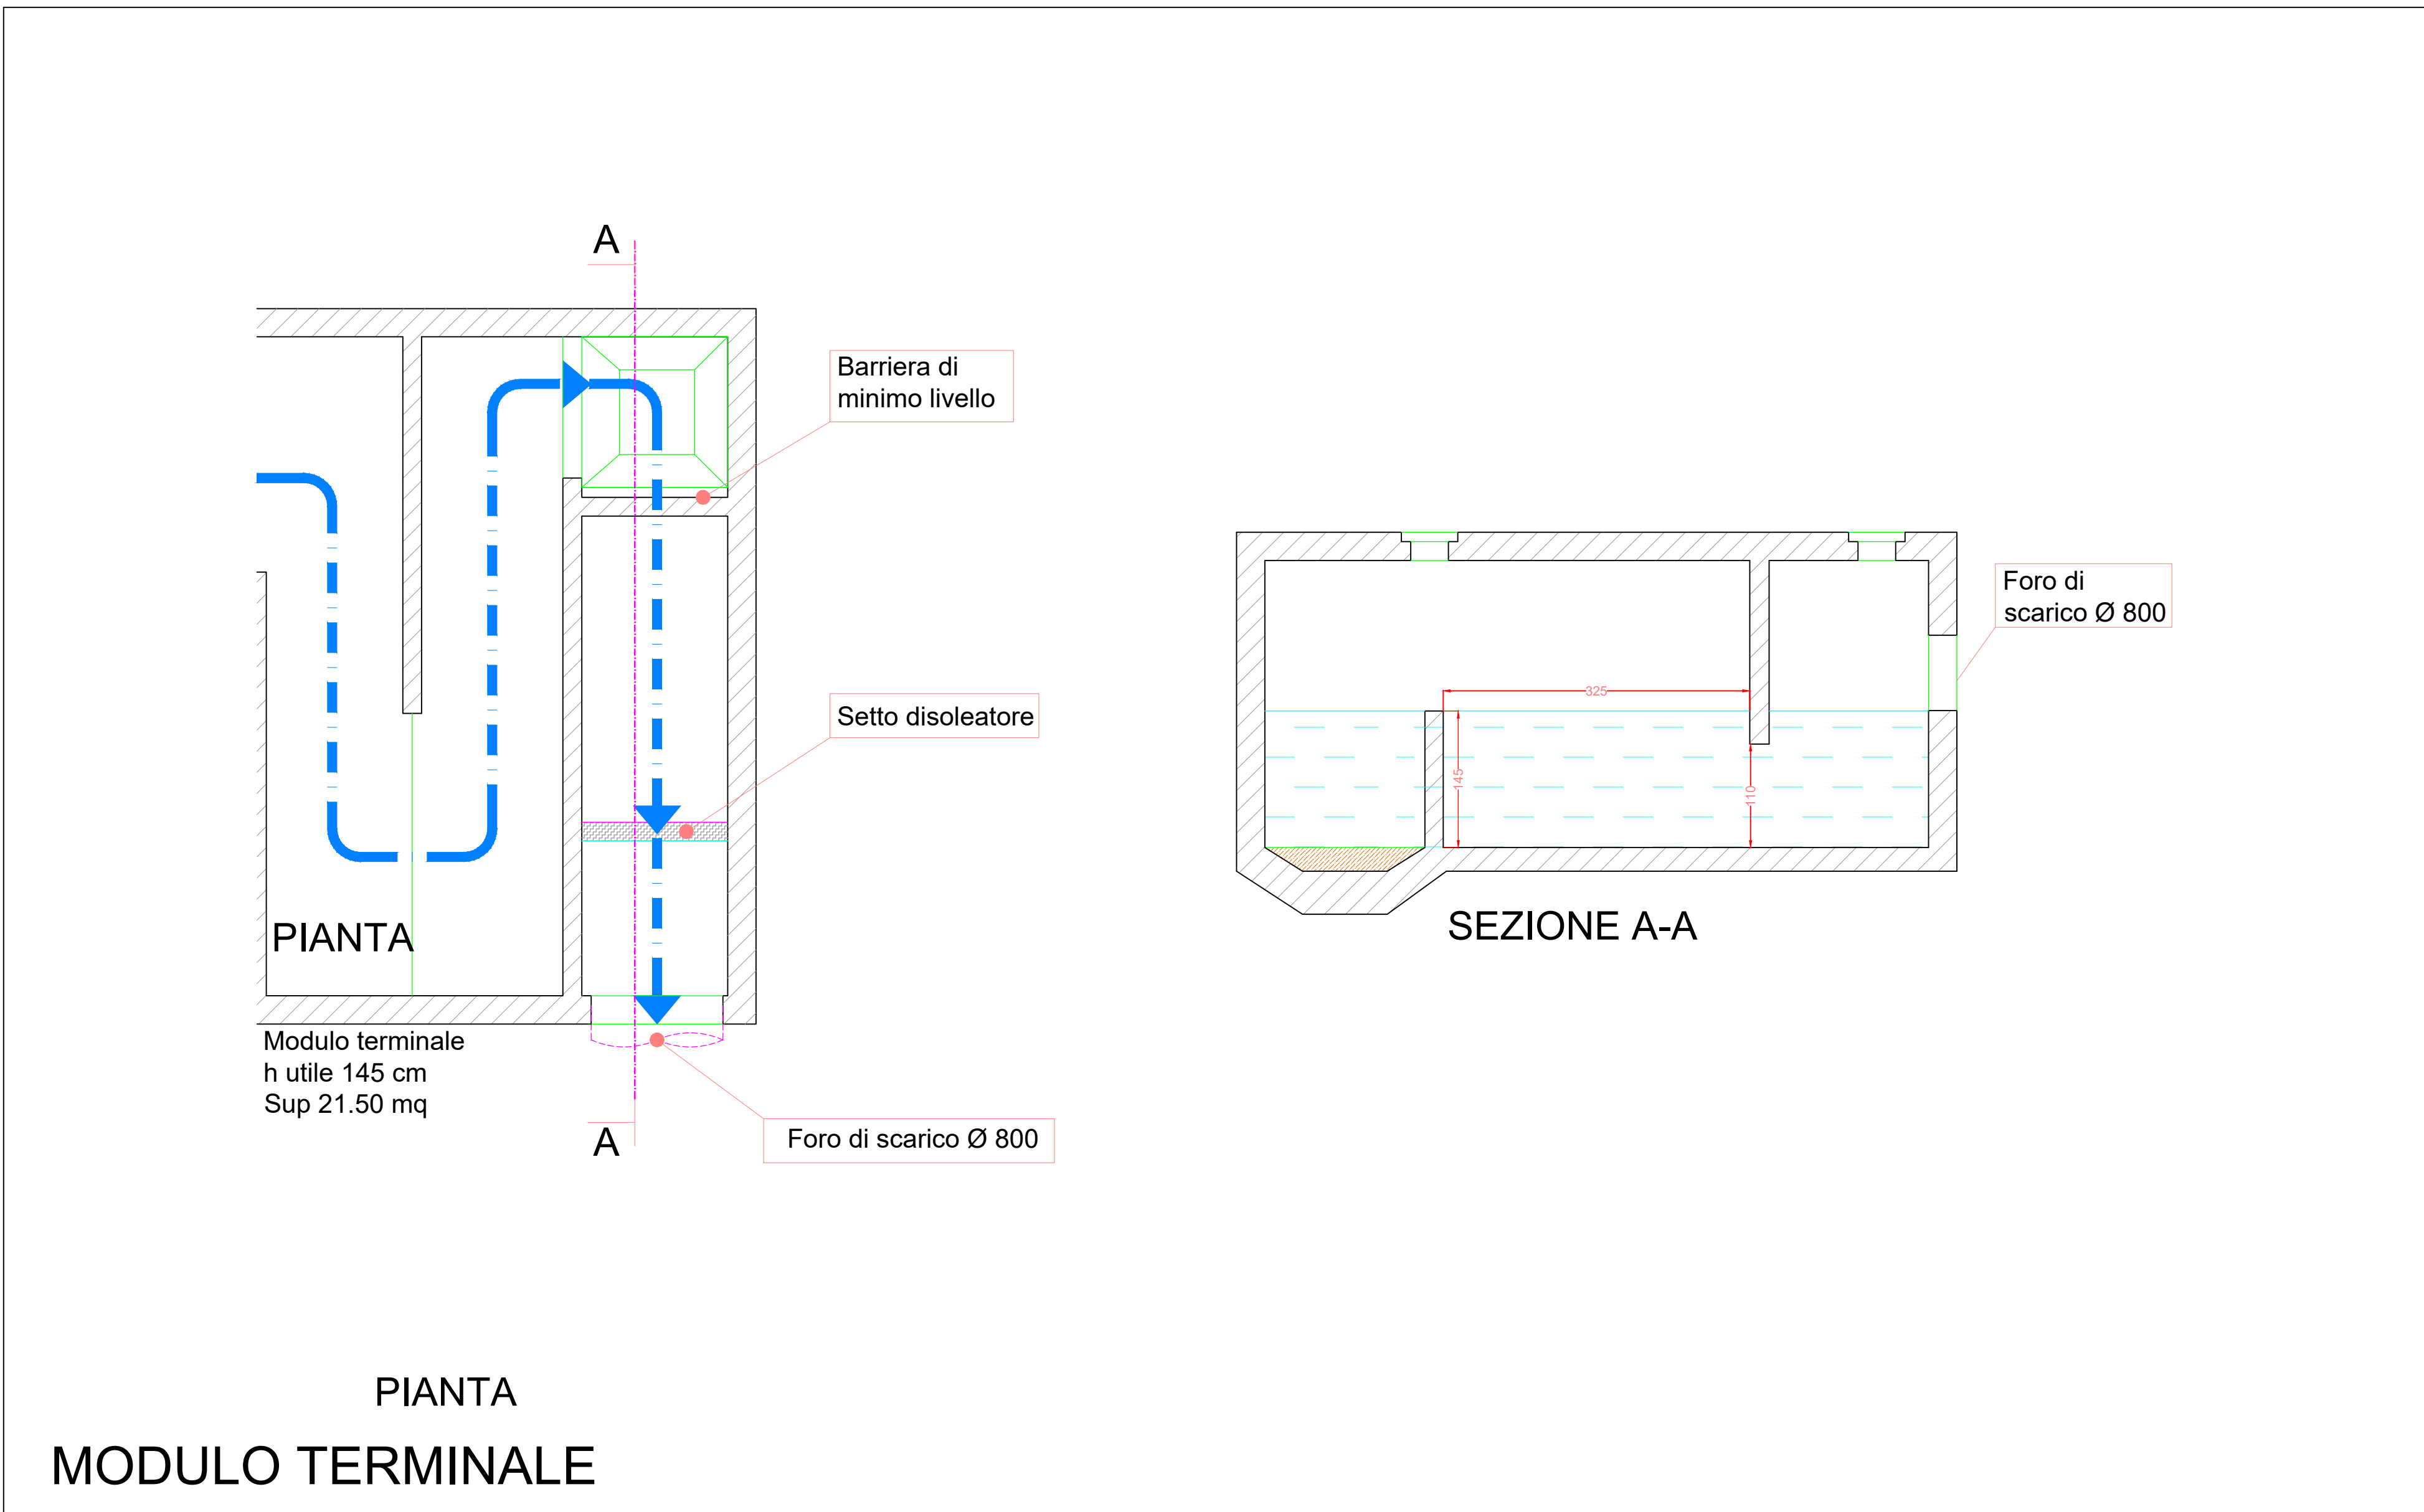 A
Barriera di
minimo livello
Setto disoleatore
PIANTA
Modulo terminale
h utile 145 cm
Sup 21.50 mq
A
Foro di scarico Ø 800
325
145
110
Foro di
scarico Ø 800
SEZIONE A-A
PIANTA
MODULO TERMINALE